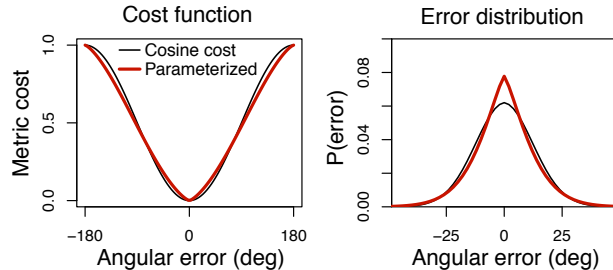 Cost function
Metric cost
1.0
0.5
0.0
Cosine cost
Parameterized
−180
0
180
Angular error (deg)
Error distribution
P(error)
0.08
0.04
0.00
−25
0
25
Angular error (deg)